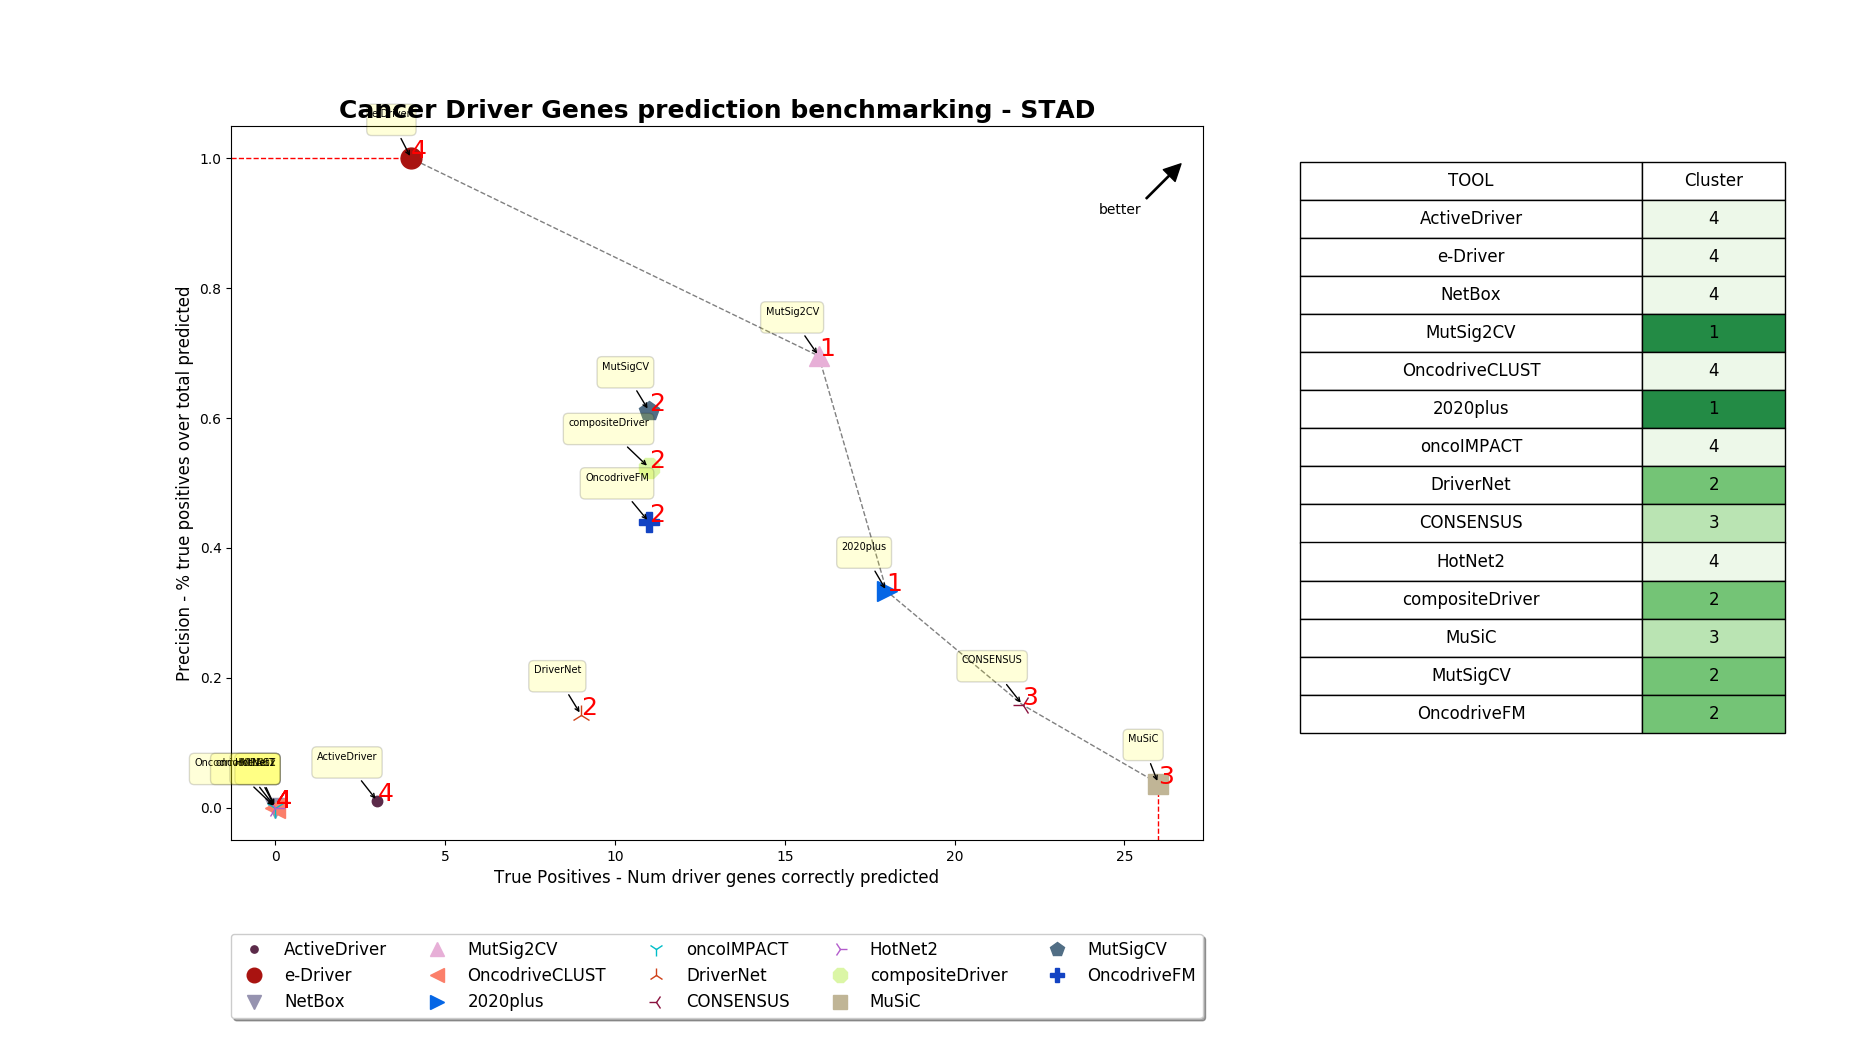 Cancer Driver Genes prediction benchmarking - STAD
e-Driver
4
better
MutSig2CV
1
MutSigCV
2
compositeDriver
2
OncodriveFM
2
2020plus
1
CONSENSUS
3
DriverNet
2
MuSiC
3
ActiveDriver
4
4
1.0
0.8
0.6
0.4
0.2
0.0
Precision - % true positives over total predicted
0 5 10 15 20 25
True Positives - Num driver genes correctly predicted
TOOL Cluster
ActiveDriver 4
e-Driver 4
NetBox 4
MutSig2CV 1
OncodriveCLUST 4
2020plus 1
oncoIMPACT 4
DriverNet 2
CONSENSUS 3
HotNet2 4
compositeDriver 2
MuSiC 3
MutSigCV 2
OncodriveFM 2
ActiveDriver MutSig2CV oncoIMPACT HotNet2 MutSigCV
e-Driver OncodriveCLUST DriverNet compositeDriver OncodriveFM
NetBox 2020plus CONSENSUS MuSiC